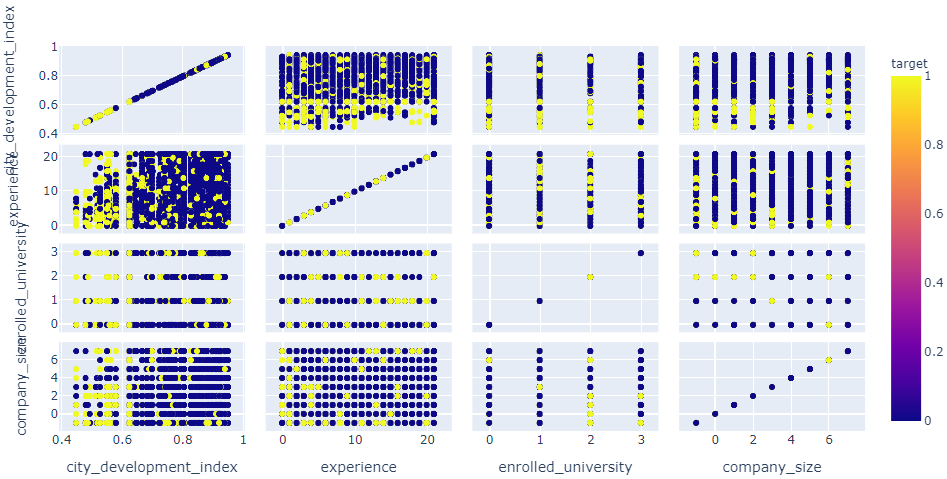 city_development_index
1
0.8
0.6
0.4
experience
20
10
0
enrolled_university
3
2
1
0
company_size
6
4
2
0
0.4 0.6 0.8 1
0 10 20
0 1 2 3
0 2 4 6
city_development_index experience enrolled_university company_size
target
1
0.8
0.6
0.4
0.2
0